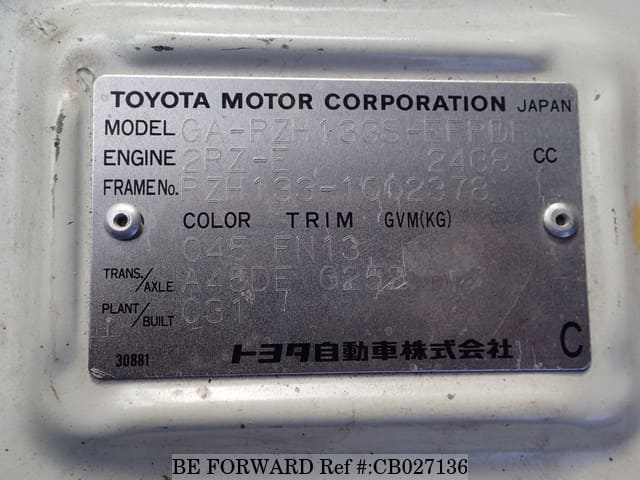 TOYOTA MOTOR CORPORATION JAPAN
MODEL GA-RZH133S-EFPDE
ENGINE 2RZ-E 2438 CC
FRAME No. RZH133-1002378
COLOR TRIM GVM(KG)
045 FN13
TRANS./AXLE A45DE G252
PLANT/BUILT C31
30881 トヨタ自動車株式会社 C
BE FORWARD Ref #:CB027136